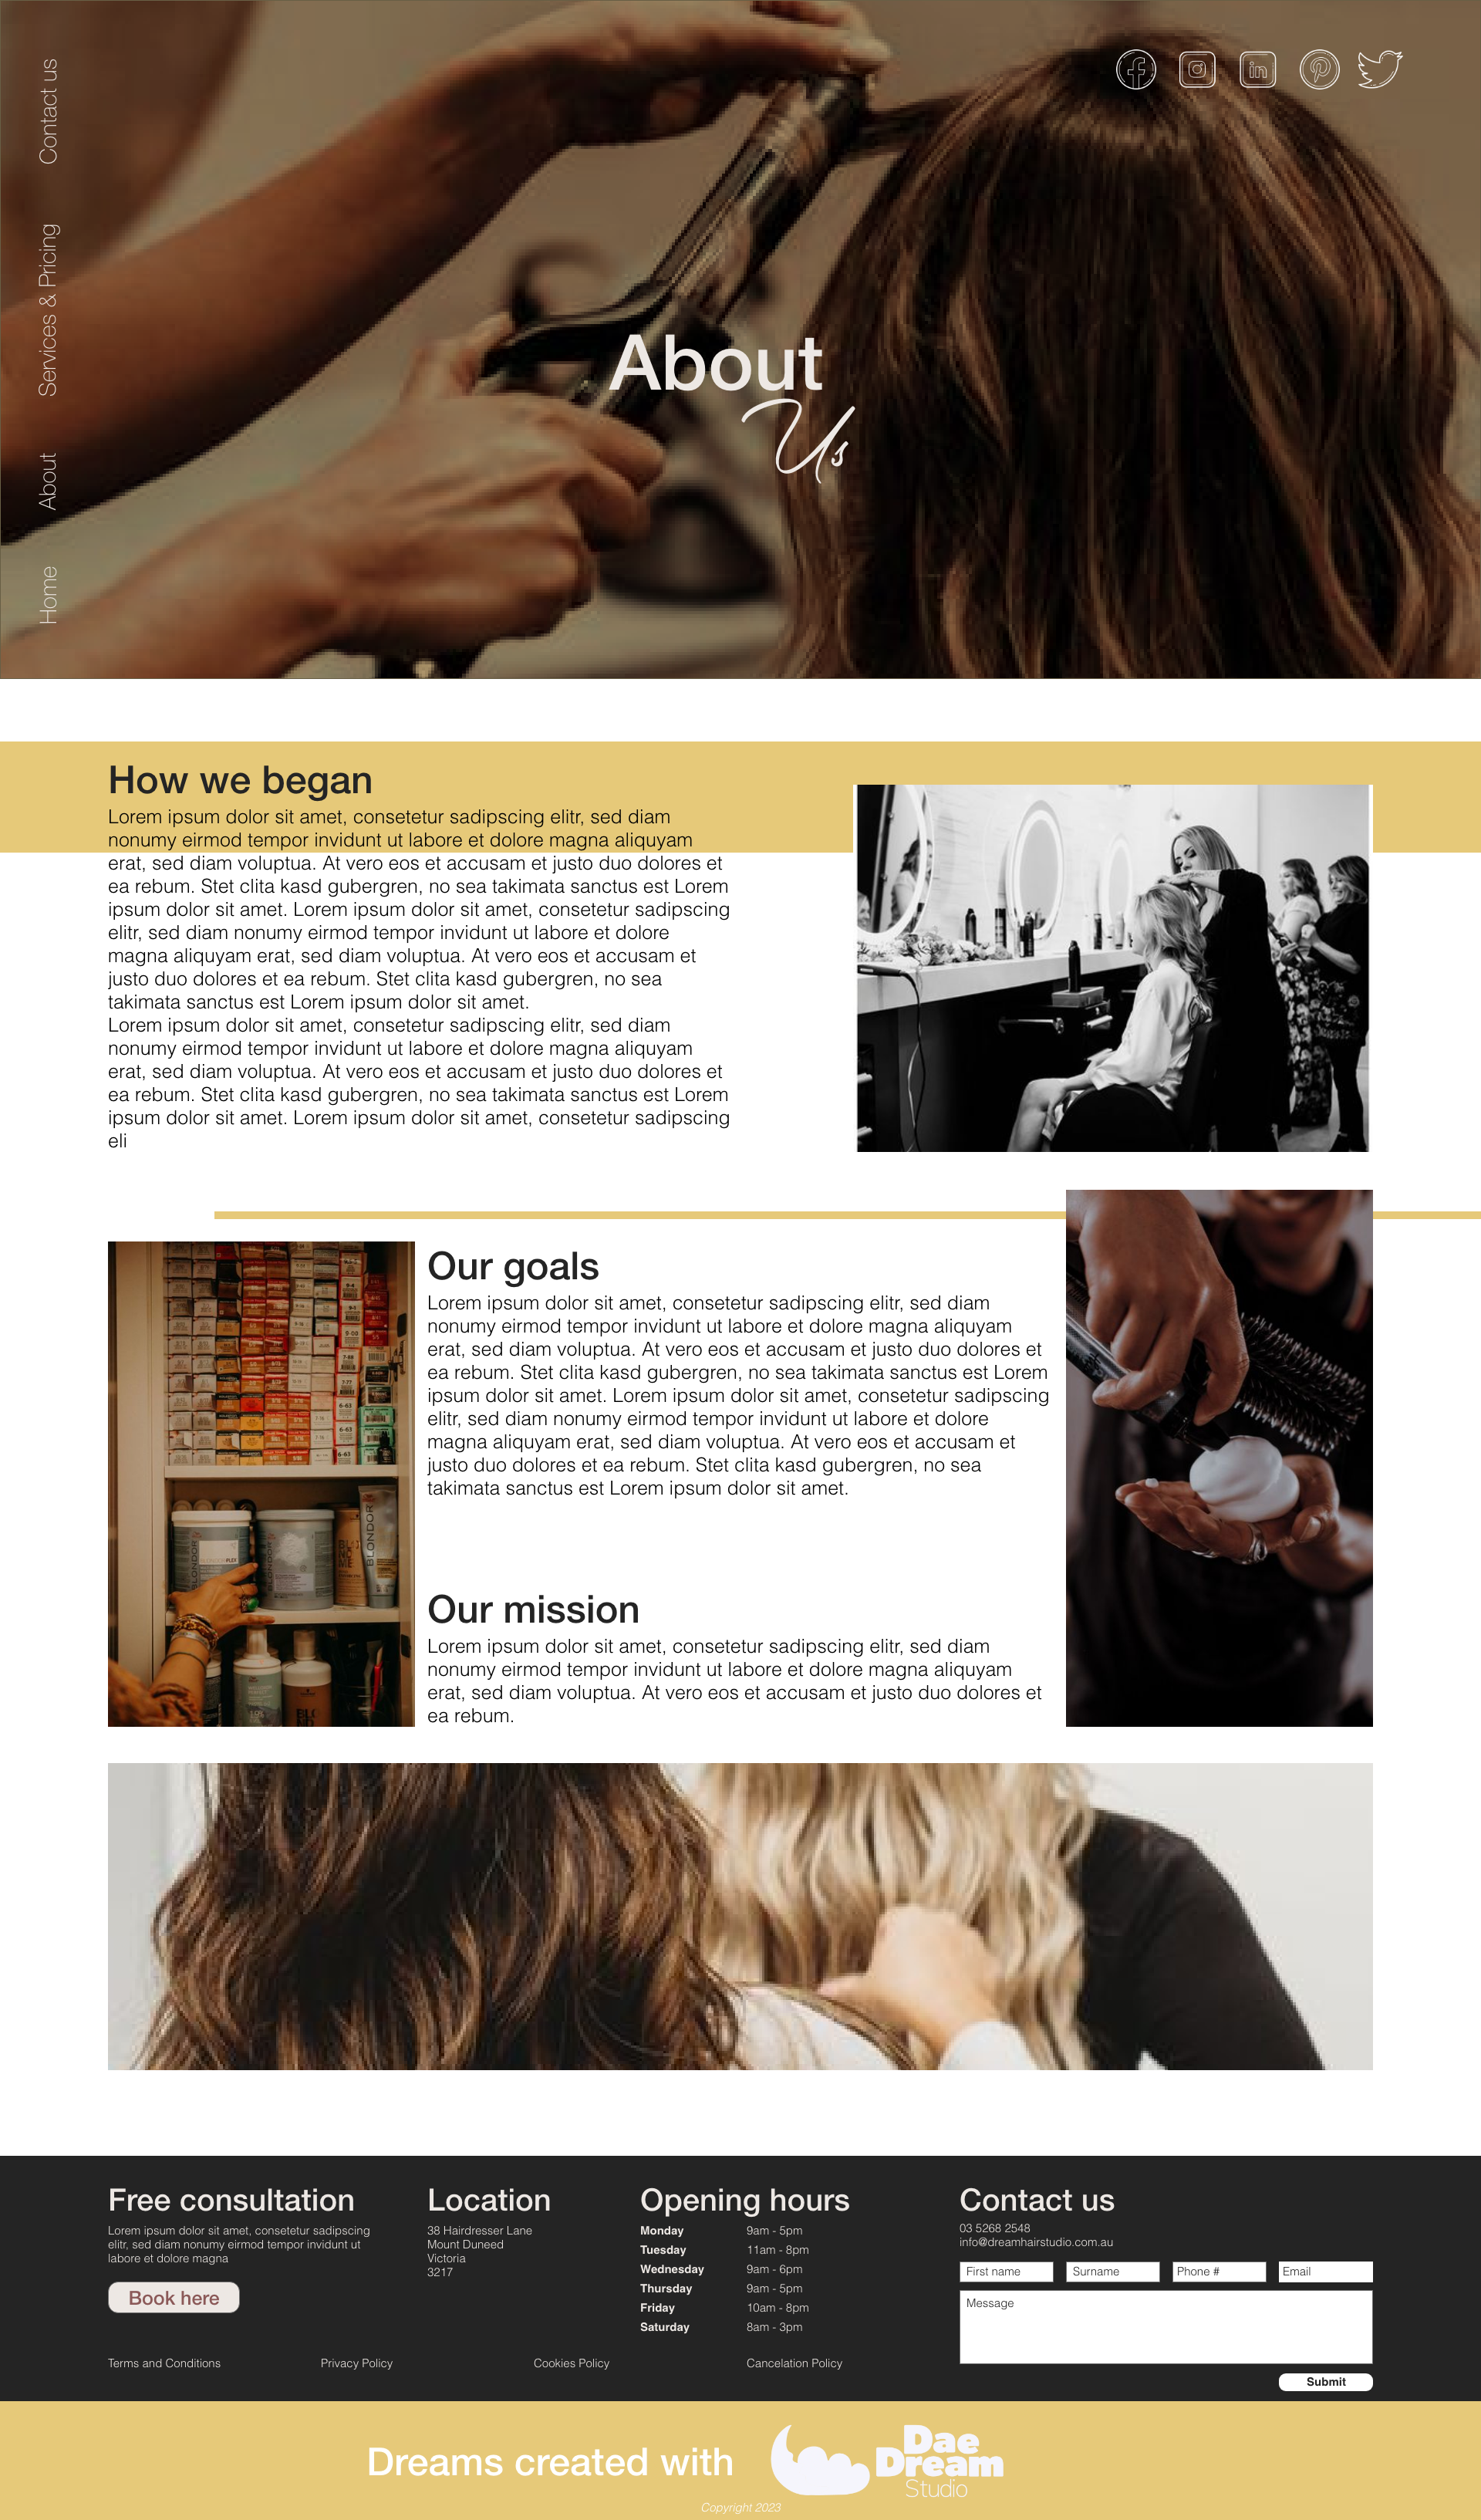 Contact us
Services & Pricing
About
Home
About
Us
How we began
Lorem ipsum dolor sit amet, consetetur sadipscing elitr, sed diam
nonumy eirmod tempor invidunt ut labore et dolore magna aliquyam
erat, sed diam voluptua. At vero eos et accusam et justo duo dolores et
ea rebum. Stet clita kasd gubergren, no sea takimata sanctus est Lorem
ipsum dolor sit amet. Lorem ipsum dolor sit amet, consetetur sadipscing
elitr, sed diam nonumy eirmod tempor invidunt ut labore et dolore
magna aliquyam erat, sed diam voluptua. At vero eos et accusam et
justo duo dolores et ea rebum. Stet clita kasd gubergren, no sea
takimata sanctus est Lorem ipsum dolor sit amet.
Lorem ipsum dolor sit amet, consetetur sadipscing elitr, sed diam
nonumy eirmod tempor invidunt ut labore et dolore magna aliquyam
erat, sed diam voluptua. At vero eos et accusam et justo duo dolores et
ea rebum. Stet clita kasd gubergren, no sea takimata sanctus est Lorem
ipsum dolor sit amet. Lorem ipsum dolor sit amet, consetetur sadipscing
eli
Our goals
Lorem ipsum dolor sit amet, consetetur sadipscing elitr, sed diam
nonumy eirmod tempor invidunt ut labore et dolore magna aliquyam
erat, sed diam voluptua. At vero eos et accusam et justo duo dolores et
ea rebum. Stet clita kasd gubergren, no sea takimata sanctus est Lorem
ipsum dolor sit amet. Lorem ipsum dolor sit amet, consetetur sadipscing
elitr, sed diam nonumy eirmod tempor invidunt ut labore et dolore
magna aliquyam erat, sed diam voluptua. At vero eos et accusam et
justo duo dolores et ea rebum. Stet clita kasd gubergren, no sea
takimata sanctus est Lorem ipsum dolor sit amet.
BLONDOR
Our mission
Lorem ipsum dolor sit amet, consetetur sadipscing elitr, sed diam
nonumy eirmod tempor invidunt ut labore et dolore magna aliquyam
erat, sed diam voluptua. At vero eos et accusam et justo duo dolores et
ea rebum.
Free consultation
Lorem ipsum dolor sit amet, consetetur sadipscing
elitr, sed diam nonumy eirmod tempor invidunt ut
labore et dolore magna
Book here
Location
38 Hairdresser Lane
Mount Duneed
Victoria
3217
Opening hours
Monday 9am - 5pm
Tuesday 11am - 8pm
Wednesday 9am - 6pm
Thursday 9am - 5pm
Friday 10am - 8pm
Saturday 8am - 3pm
Contact us
03 5268 2548
info@dreamhairstudio.com.au
First name Surname Phone # Email
Message
Submit
Terms and Conditions Privacy Policy Cookies Policy Cancelation Policy
Dreams created with
Dae
Dream
Studio
Copyright 2023